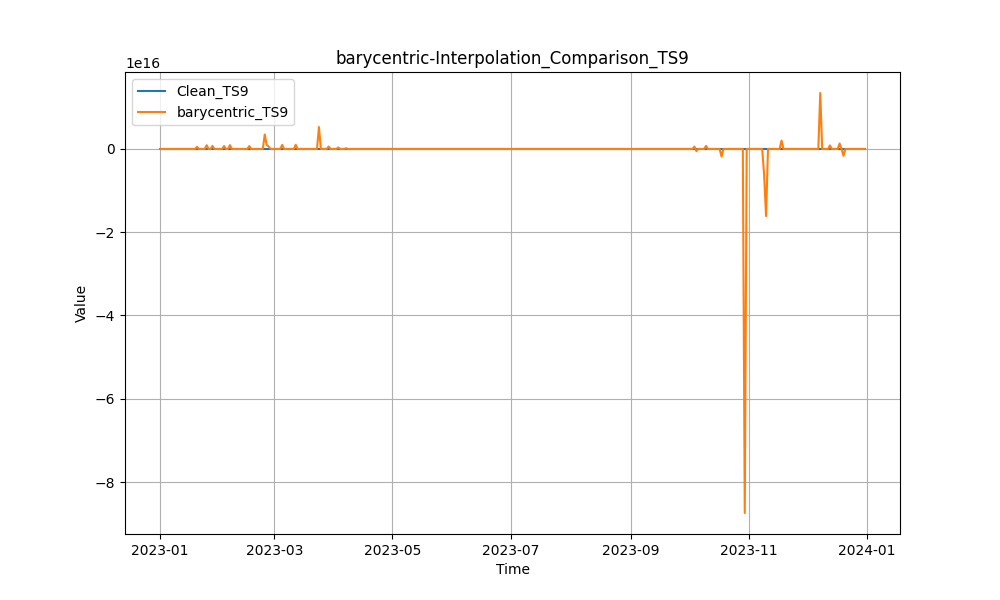 barycentric-Interpolation_Comparison_TS9
1e16
Clean_TS9
barycentric_TS9
0
−2
−4
−6
−8
Value
2023-01 2023-03 2023-05 2023-07 2023-09 2023-11 2024-01
Time